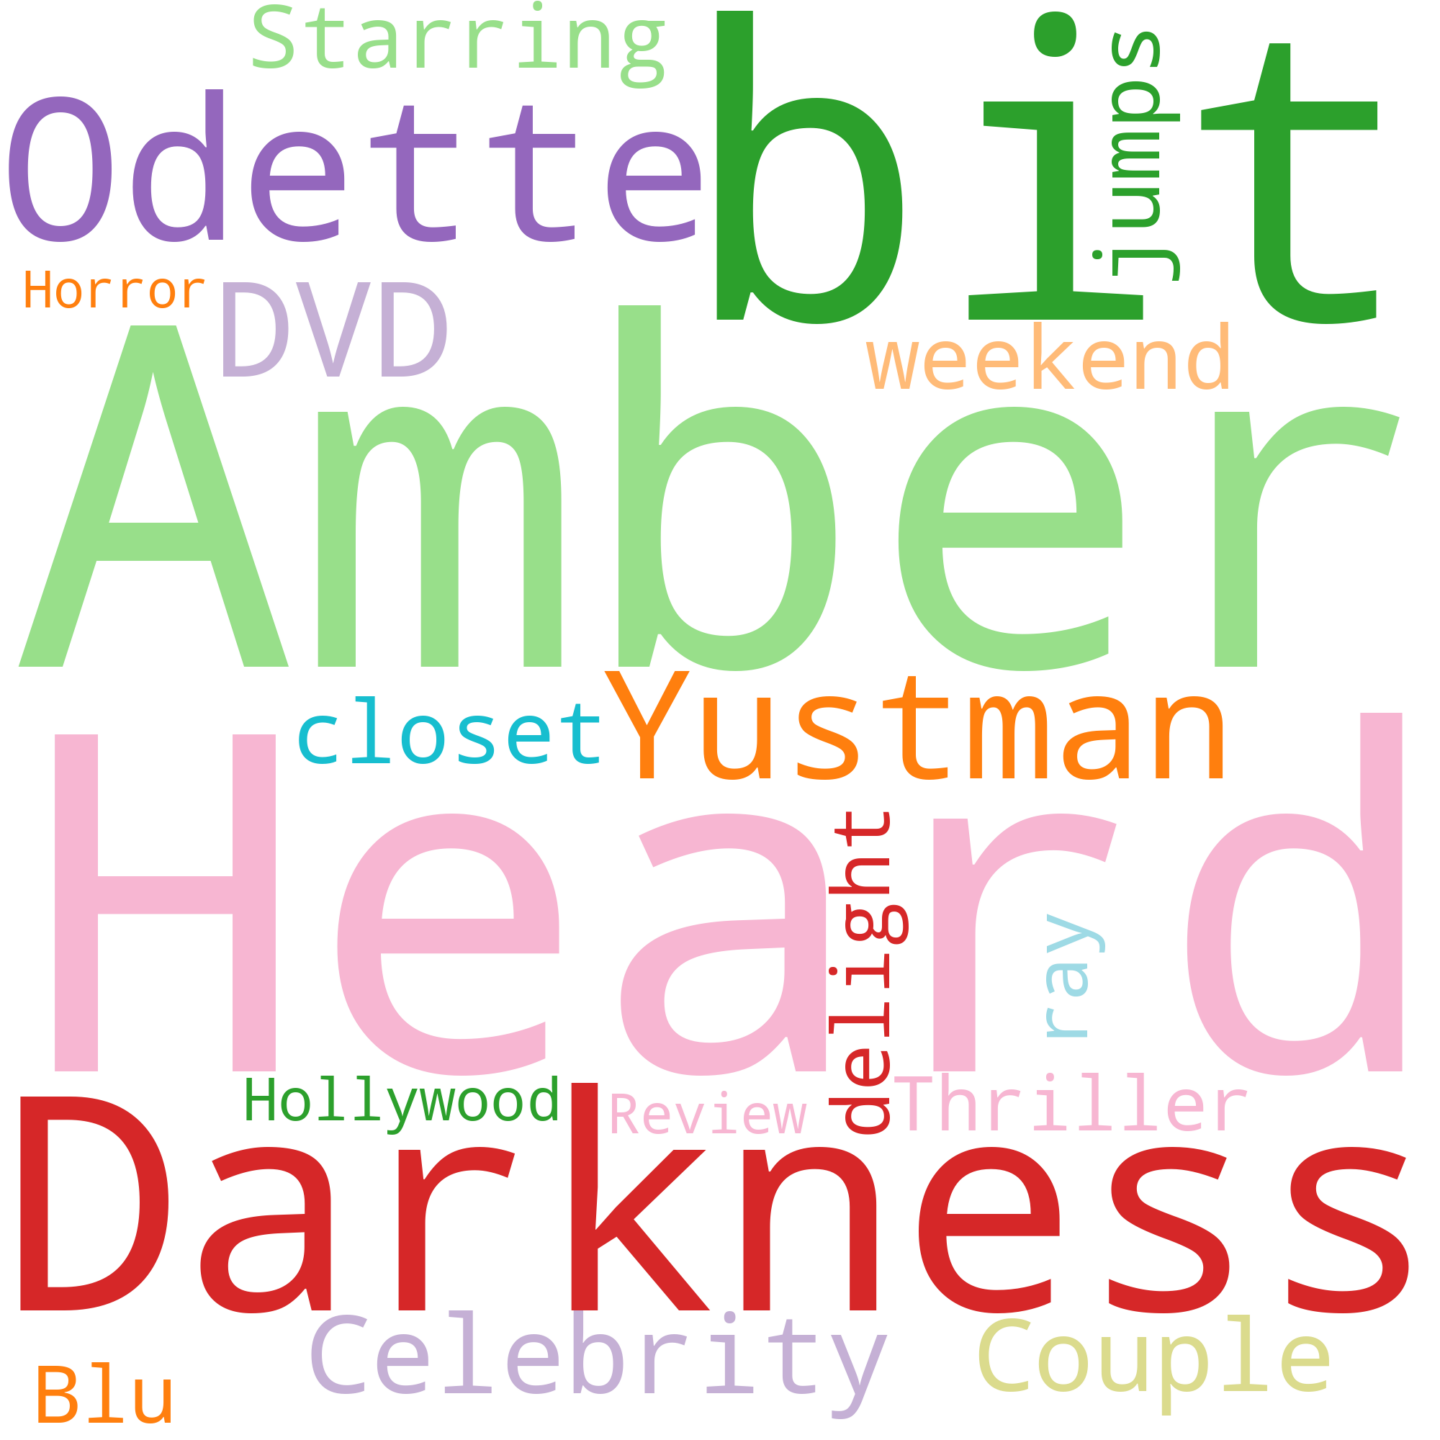 Starring
bit
jumps
Odette
Horror
DVD
weekend
Amber
closet
Yustman
Heard
delight
ray
Hollywood
Review
Thriller
Darkness
Celebrity
Couple
Blu